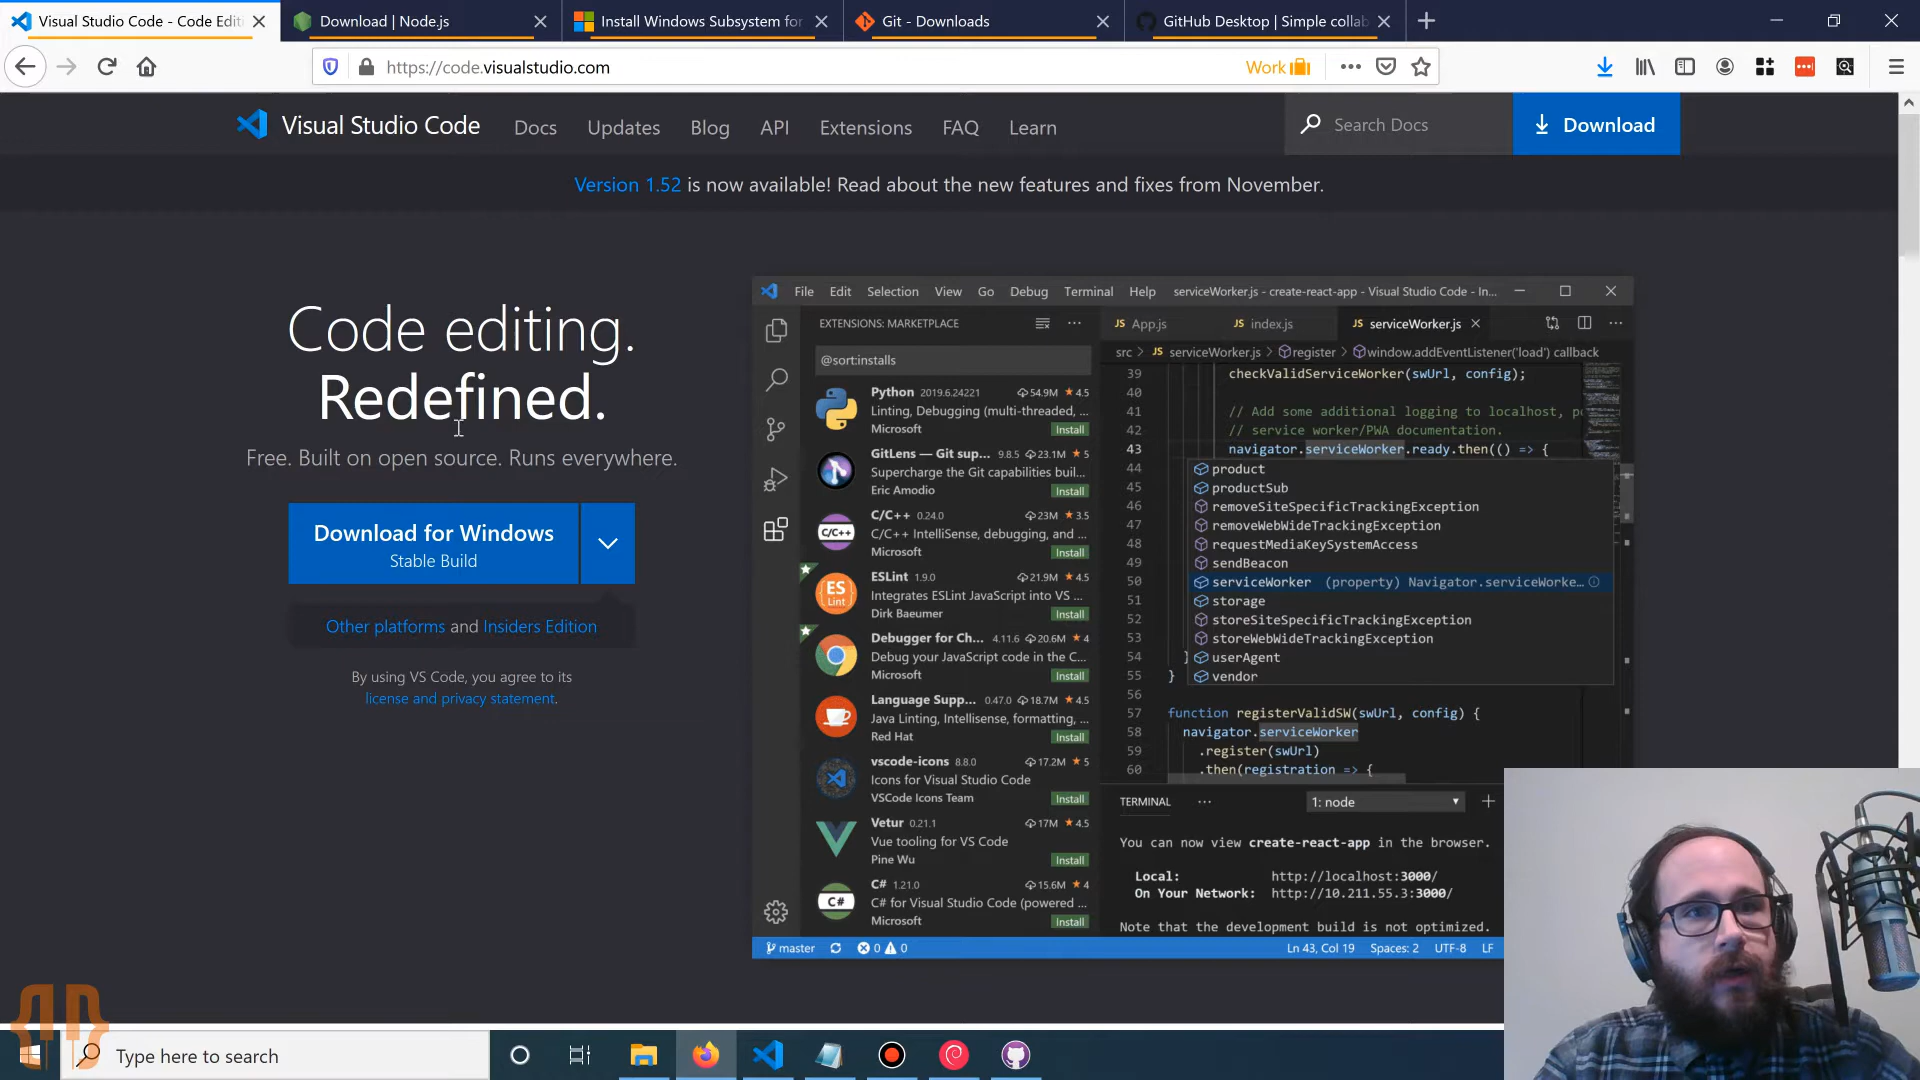 Visual Studio Code - Code Editi
Download | Node.js
Install Windows Subsystem for
Git - Downloads
GitHub Desktop | Simple collab
https://code.visualstudio.com
Work
Visual Studio Code
Docs
Updates
Blog
API
Extensions
FAQ
Learn
Search Docs
Download
Version 1.52 is now available! Read about the new features and fixes from November.
Code editing.
Redefined.
Free. Built on open source. Runs everywhere.
Download for Windows
Stable Build
Other platforms and Insiders Edition
By using VS Code, you agree to its
license and privacy statement.
File Edit Selection View Go Debug Terminal Help serviceWorker.js - create-react-app - Visual Studio Code - In...
EXTENSIONS: MARKETPLACE
@sort:installs
Python 2019.6.24221 54.9M 4.5
Linting, Debugging (multi-threaded, ...
Microsoft Install
GitLens — Git sup... 9.8.5 23.1M 5
Supercharge the Git capabilities buil...
Eric Amodio Install
C/C++ 0.24.0 23M 3.5
C/C++ IntelliSense, debugging, and ...
Microsoft Install
ESLint 1.9.0 21.9M 4.5
Integrates ESLint JavaScript into VS ...
Dirk Baeumer Install
Debugger for Ch... 4.11.6 20.6M 4
Debug your JavaScript code in the C...
Microsoft Install
Language Supp... 0.47.0 18.7M 4.5
Java Linting, Intellisense, formatting, ...
Red Hat Install
vscode-icons 8.8.0 17.2M 5
Icons for Visual Studio Code
VSCode Icons Team Install
Vetur 0.21.1 17M 4.5
Vue tooling for VS Code
Pine Wu Install
C# 1.21.0 15.6M 4
C# for Visual Studio Code (powered ...
Microsoft Install
JS App.js
JS index.js
JS serviceWorker.js
src > JS serviceWorker.js > register > window.addEventListener('load') callback
39 checkValidServiceWorker(swUrl, config);
40
41 // Add some additional logging to localhost, p
42 // service worker/PWA documentation.
43 navigator.serviceWorker.ready.then(() => {
44 product
45 productSub
46 removeSiteSpecificTrackingException
47 removeWebWideTrackingException
48 requestMediaKeySystemAccess
49 sendBeacon
50 serviceWorker (property) Navigator.serviceWorke...
51 storage
52 storeSiteSpecificTrackingException
53 storeWebWideTrackingException
54 } userAgent
55 } vendor
56
57 function registerValidSW(swUrl, config) {
58 navigator.serviceWorker
59 .register(swUrl)
60 .then(registration => {
TERMINAL ... 1: node
You can now view create-react-app in the browser.
Local: http://localhost:3000/
On Your Network: http://10.211.55.3:3000/
Note that the development build is not optimized.
master 0 0 Ln 43, Col 19 Spaces: 2 UTF-8 LF
Type here to search